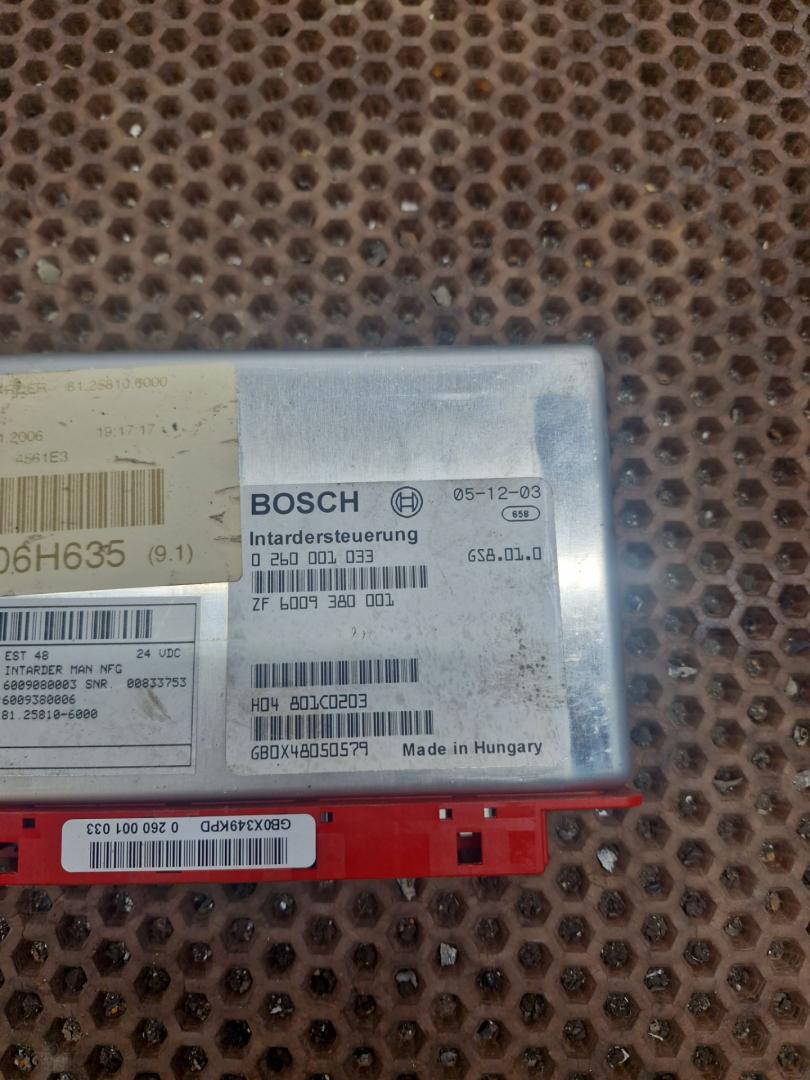 81.25810.6000
.2006 19:17:17
4561E3
06H635 (9.1)
EST 48 24 VDC
INTARDER MAN NFG
6009080003 SNR. 00833753
6009380006
81.25810-6000
BOSCH 05-12-03
658
Intardersteuerung
0 260 001 033 GS8.01.0
ZF 6009 380 001
H04 801C0203
GB0X48050579 Made in Hungary
GB0X349KPD 0 260 001 033